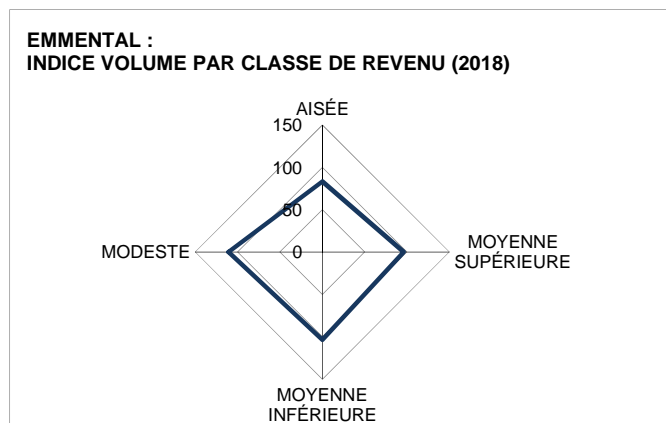 EMMENTAL :
INDICE VOLUME PAR CLASSE DE REVENU (2018)
AISÉE
150
100
50
0
MODESTE
MOYENNE
SUPÉRIEURE
MOYENNE
INFÉRIEURE